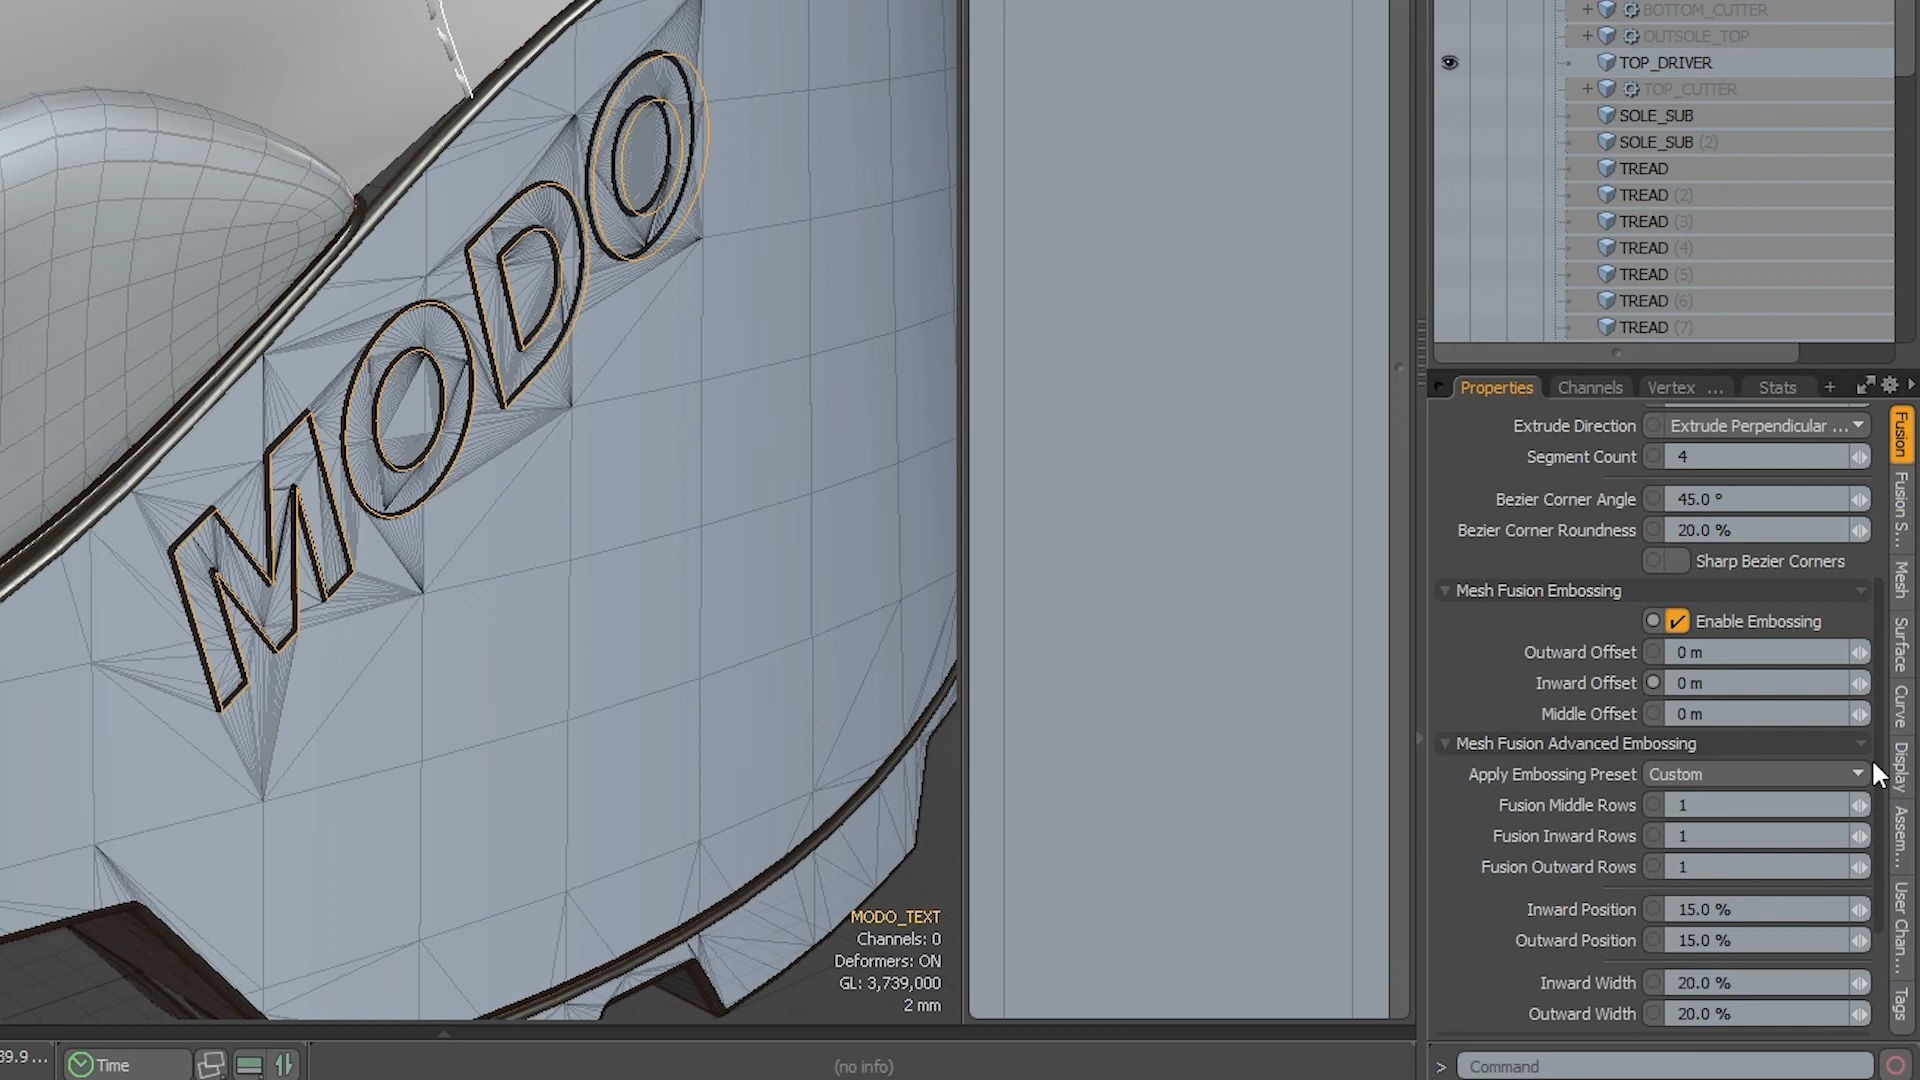 BOTTOM_CUTTER
OUTSOLE_TOP
TOP_DRIVER
TOP_CUTTER
SOLE_SUB
SOLE_SUB (2)
TREAD
TREAD (2)
TREAD (3)
TREAD (4)
TREAD (5)
TREAD (6)
TREAD (7)
Properties Channels Vertex ... Stats +
Extrude Direction Extrude Perpendicular ...
Segment Count 4
Bezier Corner Angle 45.0 °
Bezier Corner Roundness 20.0 %
Sharp Bezier Corners
Mesh Fusion Embossing
Enable Embossing
Outward Offset 0 m
Inward Offset 0 m
Middle Offset 0 m
Mesh Fusion Advanced Embossing
Apply Embossing Preset Custom
Fusion Middle Rows 1
Fusion Inward Rows 1
Fusion Outward Rows 1
Inward Position 15.0 %
Outward Position 15.0 %
Inward Width 20.0 %
Outward Width 20.0 %
Fusion
Fusion S...
Mesh
Surface
Curve
Display
Assem...
User Chan...
Tags
MODO
MODO_TEXT
Channels: 0
Deformers: ON
GL: 3,739,000
2 mm
39.9 ...
Time
(no info)
> Command